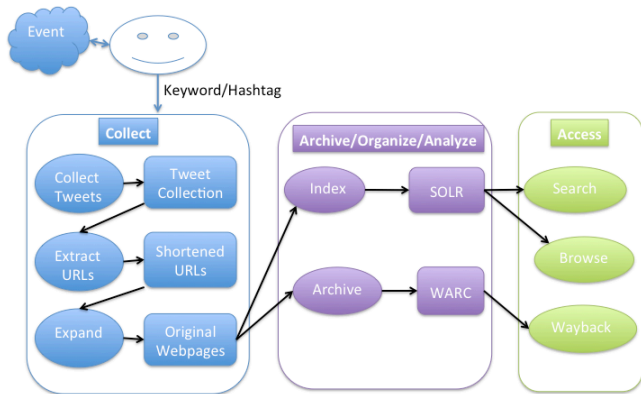 Event
Keyword/Hashtag
Collect
Collect
Tweets
Tweet
Collection
Extract
URLs
Shortened
URLs
Expand
Original
Webpages
Archive/Organize/Analyze
Index
SOLR
Archive
WARC
Access
Search
Browse
Wayback